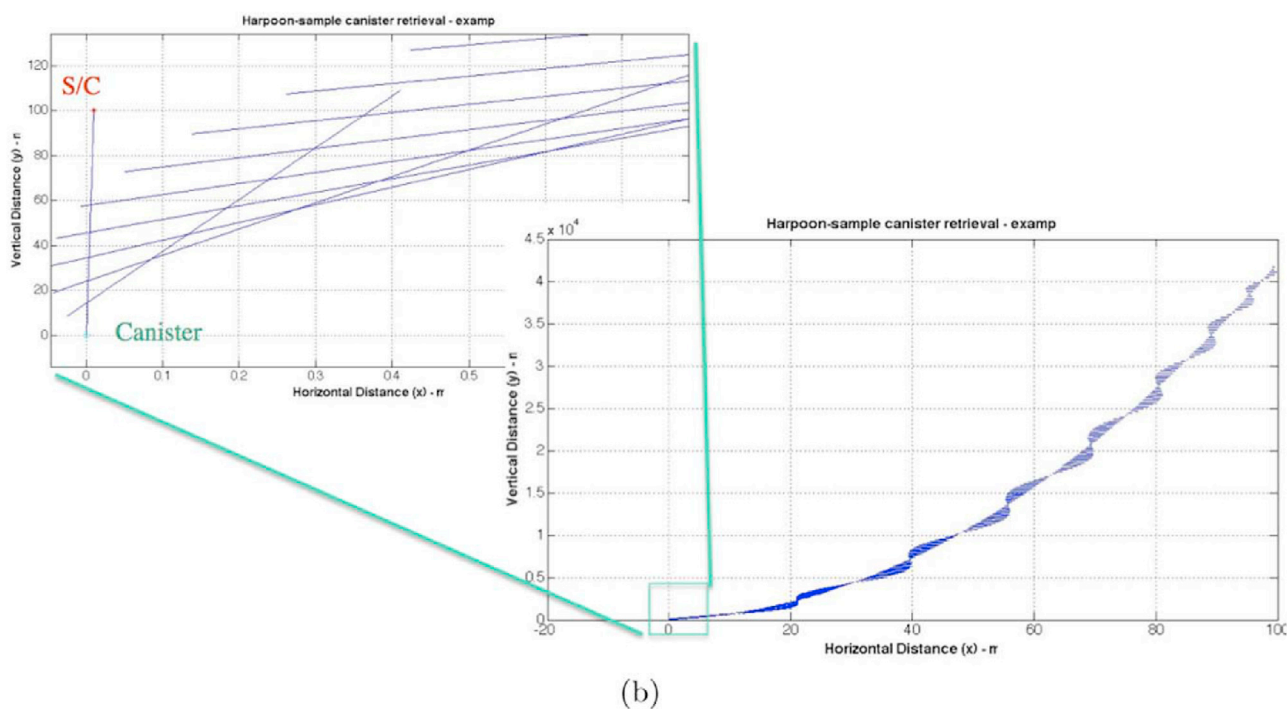 Harpoon-sample canister retrieval - examp
S/C
Canister
120
100
80
60
40
20
0
Vertical Distance (y) - n
0 0.1 0.2 0.3 0.4 0.5
Horizontal Distance (x) - m
Harpoon-sample canister retrieval - examp
x 10^4
4.5
4
3.5
3
2.5
2
1.5
1
0.5
0
Vertical Distance (y) - n
-20 0 20 40 60 80 100
Horizontal Distance (x) - m
(b)